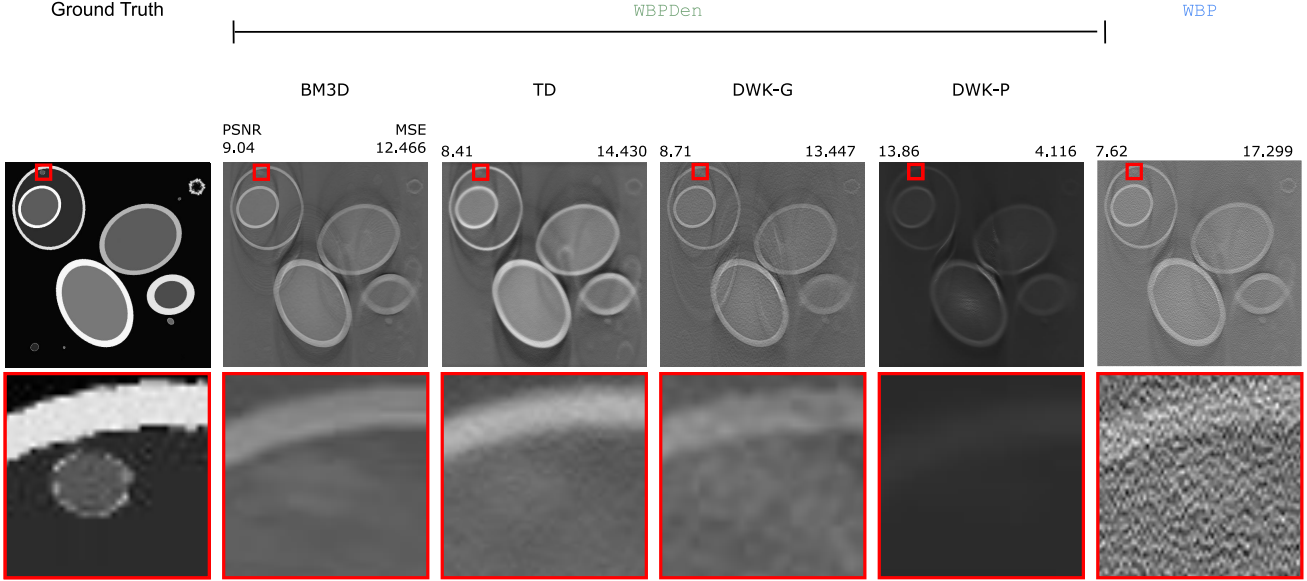 Ground Truth
WBPDen
WBP
BM3D
TD
DWK-G
DWK-P
PSNR
MSE
9.04
12.466
8.41
14.430
8.71
13.447
13.86
4.116
7.62
17.299